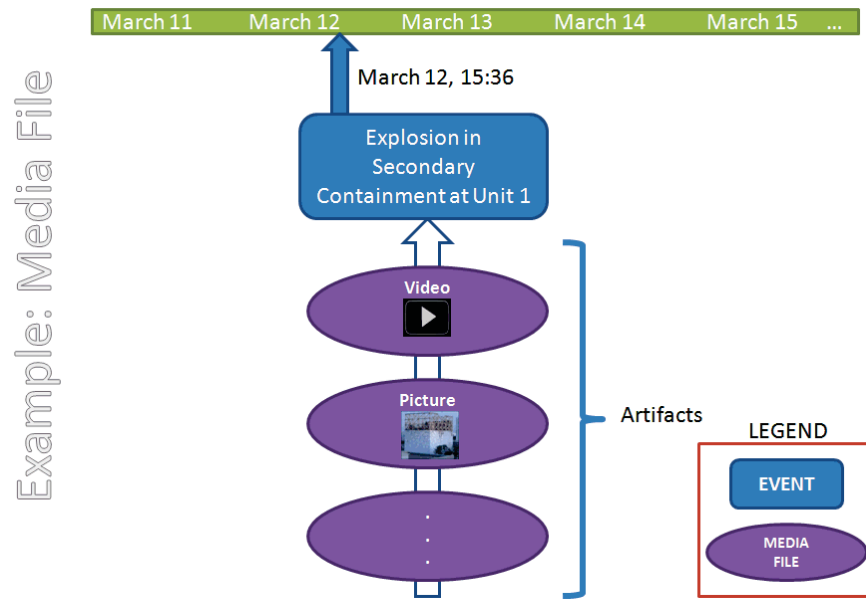 March 11 March 12 March 13 March 14 March 15 ...
March 12, 15:36
Example: Media File
Explosion in
Secondary
Containment at Unit 1
Video
Picture
Artifacts
.
.
.
LEGEND
EVENT
MEDIA
FILE